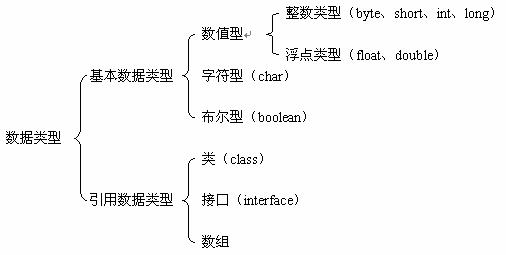 整数类型（byte、short、int、long）
数值型
浮点类型（float、double）
基本数据类型
字符型（char）
布尔型（boolean）
数据类型
类（class）
引用数据类型
接口（interface）
数组